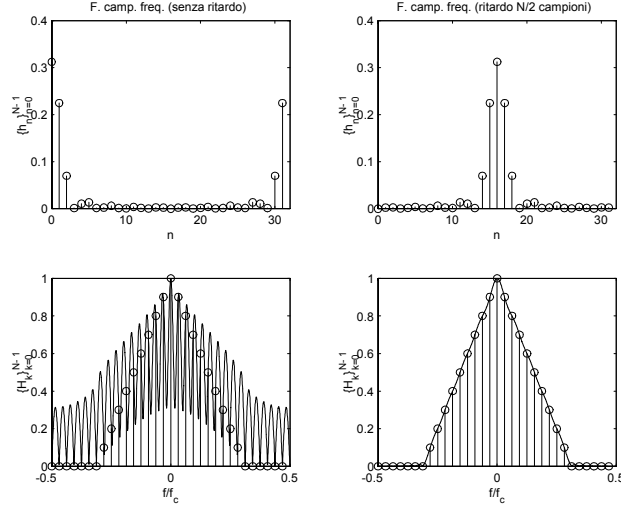 F. camp. freq. (senza ritardo)
0.4
0.3
0.2
0.1
0
{h_n}_{n=0}^{N-1}
0 10 20 30
n
F. camp. freq. (ritardo N/2 campioni)
0.4
0.3
0.2
0.1
0
{h_n}_{n=0}^{N-1}
0 10 20 30
n
1
0.8
0.6
0.4
0.2
0
{H_k}_{k=0}^{N-1}
-0.5 0 0.5
f/f_c
1
0.8
0.6
0.4
0.2
0
{H_k}_{k=0}^{N-1}
-0.5 0 0.5
f/f_c